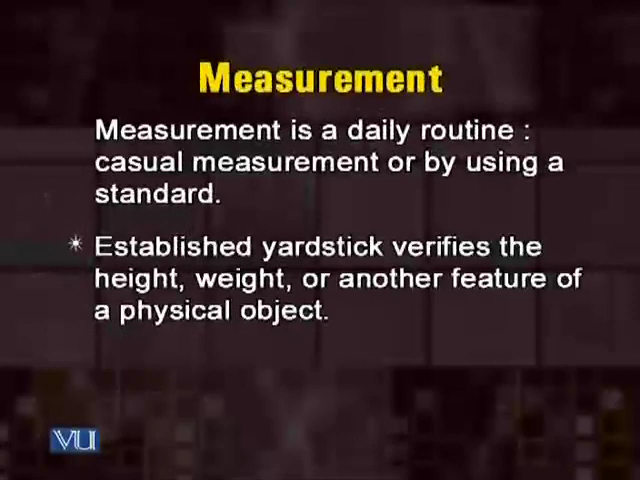 Measurement
Measurement is a daily routine :
casual measurement or by using a
standard.
* Established yardstick verifies the
height, weight, or another feature of
a physical object.
VU